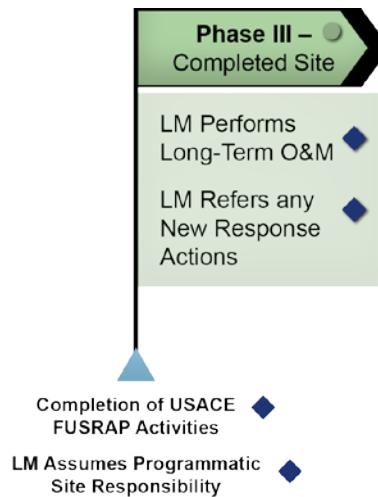 Phase III –
Completed Site
LM Performs
Long-Term O&M
LM Refers any
New Response
Actions
Completion of USACE
FUSRAP Activities
LM Assumes Programmatic
Site Responsibility